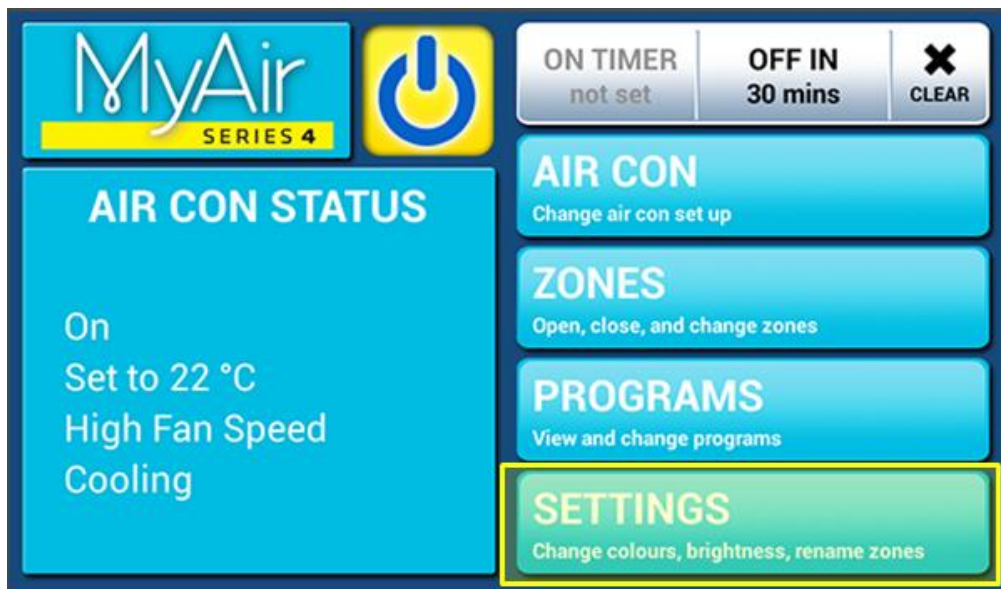 MyAir
SERIES 4
ON TIMER
not set
OFF IN
30 mins
CLEAR
AIR CON STATUS
On
Set to 22 °C
High Fan Speed
Cooling
AIR CON
Change air con set up
ZONES
Open, close, and change zones
PROGRAMS
View and change programs
SETTINGS
Change colours, brightness, rename zones